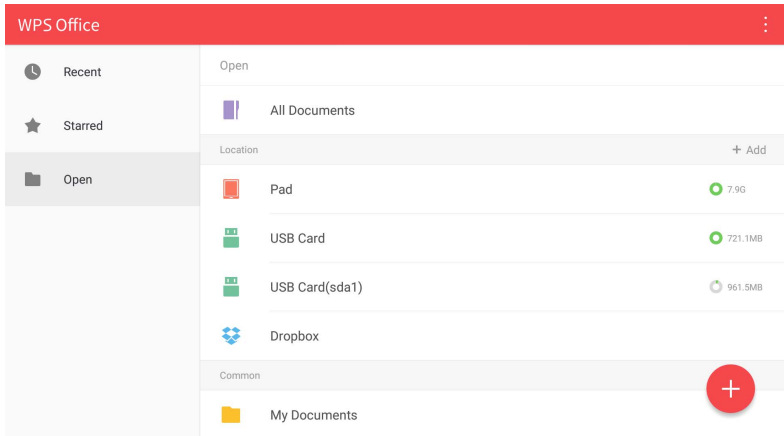 WPS Office
Recent
Starred
Open
Open
All Documents
Location + Add
Pad 7.9G
USB Card 721.1MB
USB Card(sda1) 961.5MB
Dropbox
Common
My Documents